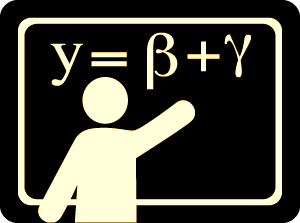 y = β + γ